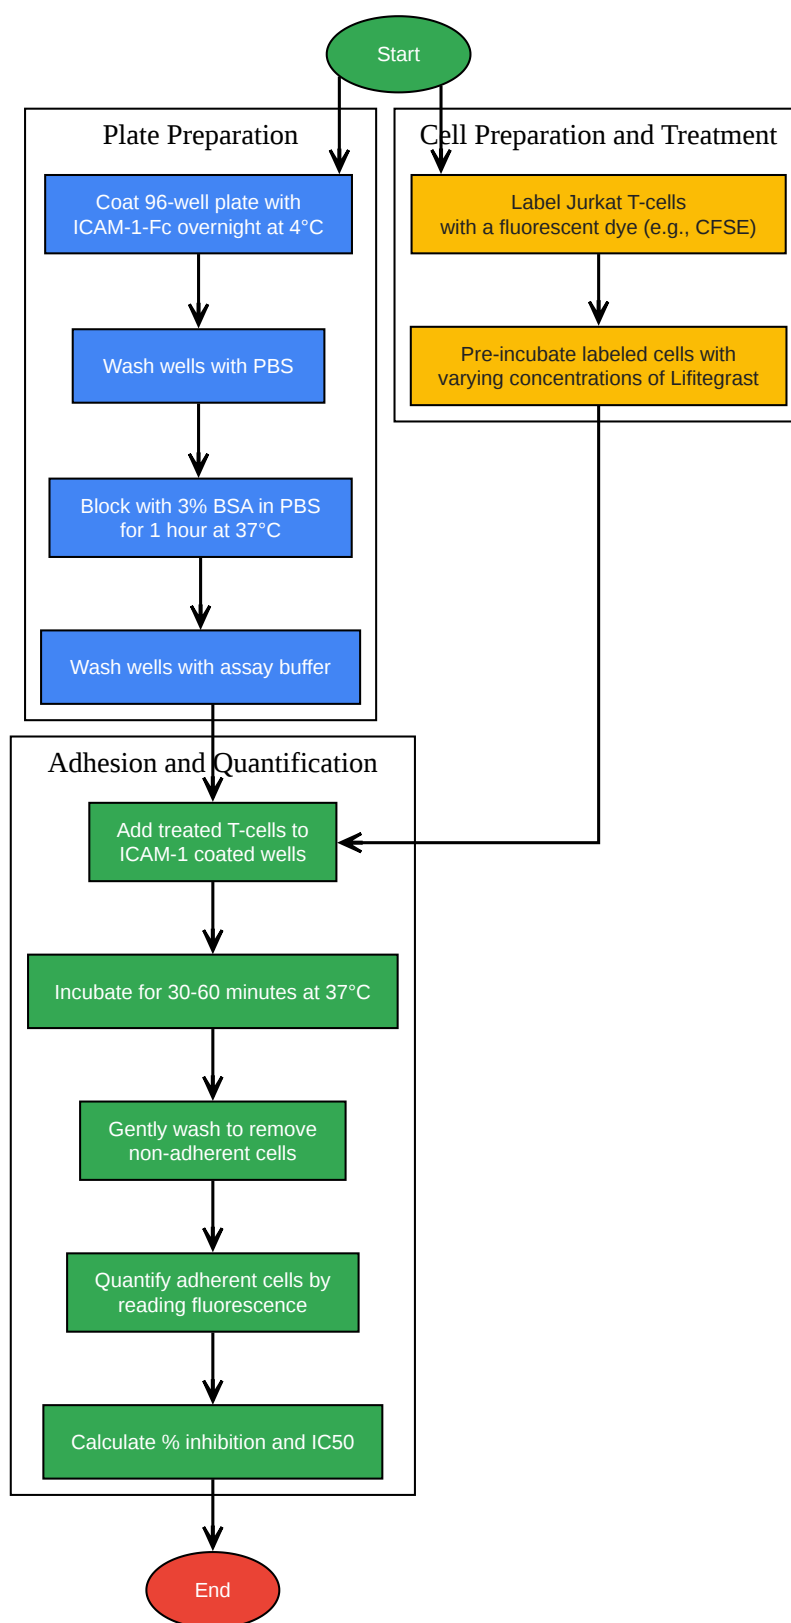 Start
Plate Preparation
Coat 96-well plate with
ICAM-1-Fc overnight at 4°C
Wash wells with PBS
Block with 3% BSA in PBS
for 1 hour at 37°C
Wash wells with assay buffer
Cell Preparation and Treatment
Label Jurkat T-cells
with a fluorescent dye (e.g., CFSE)
Pre-incubate labeled cells with
varying concentrations of Lifitegrast
Adhesion and Quantification
Add treated T-cells to
ICAM-1 coated wells
Incubate for 30-60 minutes at 37°C
Gently wash to remove
non-adherent cells
Quantify adherent cells by
reading fluorescence
Calculate % inhibition and IC50
End